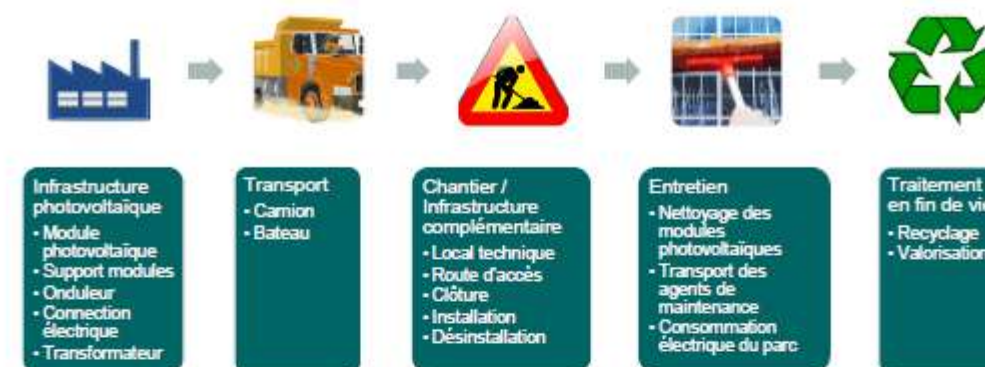 Infrastructure
photovoltaïque
- Module
photovoltaïque
- Support modules
- Onduleur
- Connection
électrique
- Transformateur
Transport
- Camion
- Bateau
Chantier /
Infrastructure
complémentaire
- Local technique
- Route d'accès
- Clôture
- Installation
- Désinstallation
Entretien
- Nettoyage des
modules
photovoltaïques
- Transport des
agents de
maintenance
- Consommation
électrique du parc
Traitement
en fin de vie
- Recyclage
- Valorisation